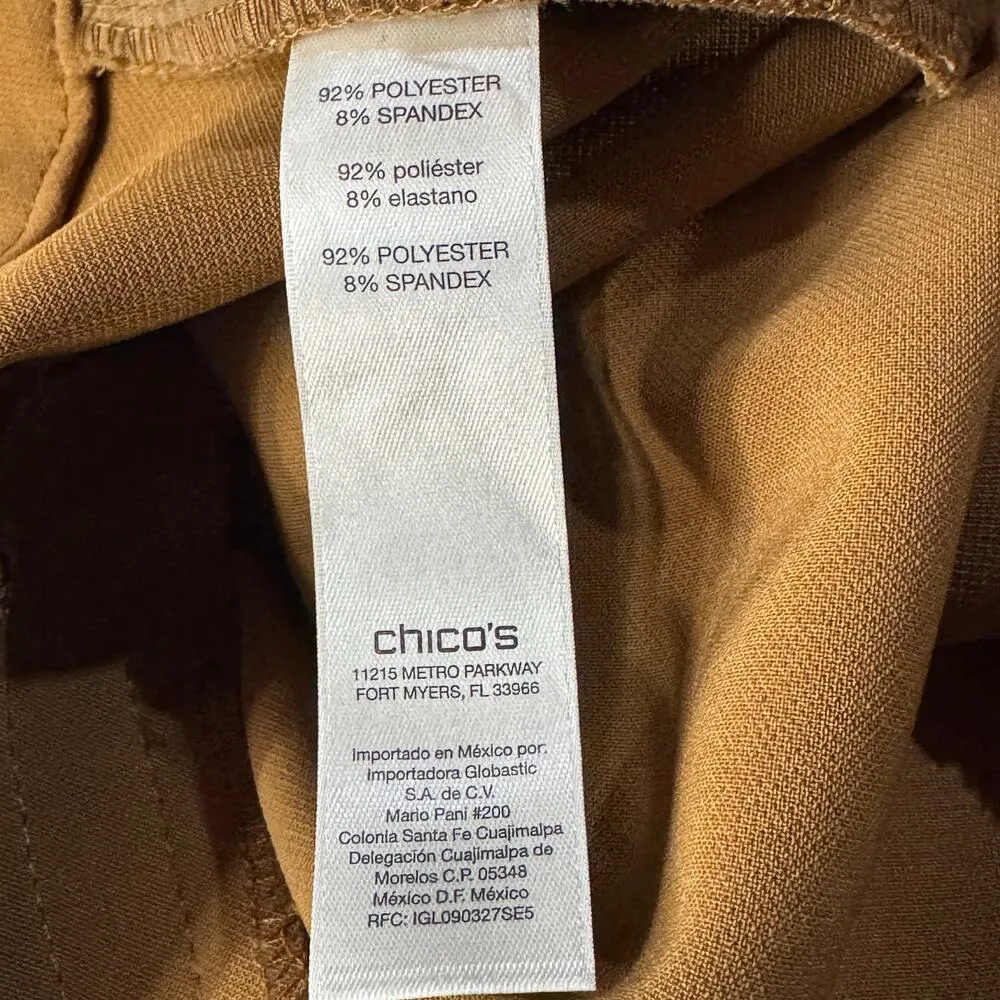 92% POLYESTER
8% SPANDEX
92% poliéster
8% elastano
92% POLYESTER
8% SPANDEX
chico's
11215 METRO PARKWAY
FORT MYERS, FL 33966
Importado en México por:
Importadora Globastic
S.A. de C.V.
Mario Pani #200
Colonia Santa Fe Cuajimalpa
Delegación Cuajimalpa de
Morelos C.P. 05348
México D.F. México
RFC: IGL090327SE5